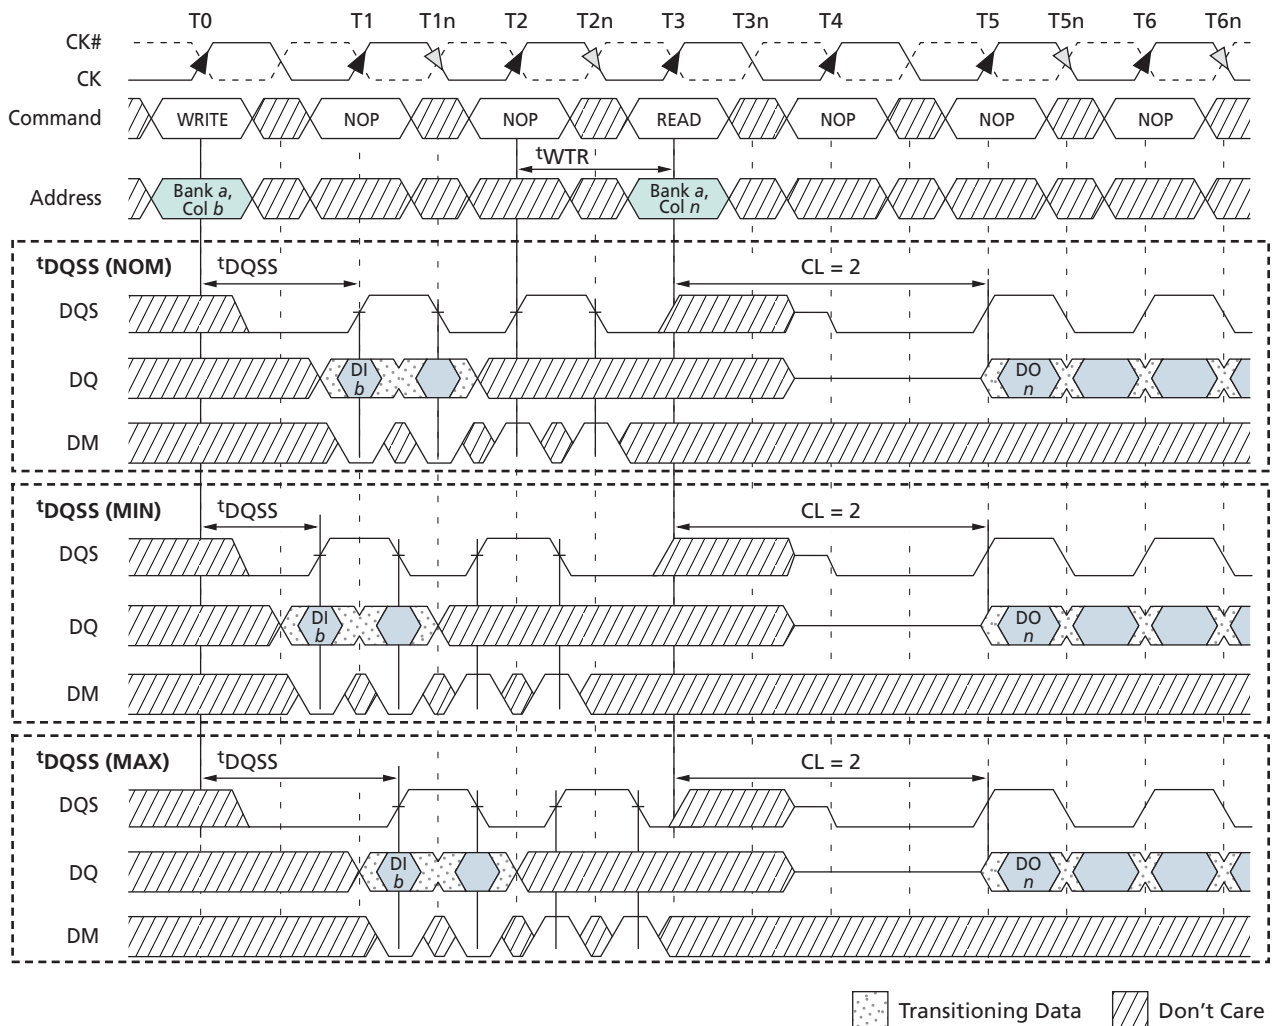 T0 T1 T1n T2 T2n T3 T3n T4 T5 T5n T6 T6n
CK#
CK
Command WRITE NOP NOP READ NOP NOP NOP
tWTR
Address Bank a, Col b Bank a, Col n
tDQSS (NOM) tDQSS CL = 2
DQS
DQ DI b DO n
DM
tDQSS (MIN) tDQSS CL = 2
DQS
DQ DI b DO n
DM
tDQSS (MAX) tDQSS CL = 2
DQS
DQ DI b DO n
DM
Transitioning Data Don't Care